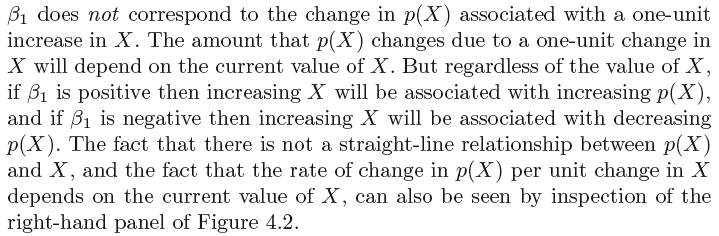 β₁ does not correspond to the change in p(X) associated with a one-unit
increase in X. The amount that p(X) changes due to a one-unit change in
X will depend on the current value of X. But regardless of the value of X,
if β₁ is positive then increasing X will be associated with increasing p(X),
and if β₁ is negative then increasing X will be associated with decreasing
p(X). The fact that there is not a straight-line relationship between p(X)
and X, and the fact that the rate of change in p(X) per unit change in X
depends on the current value of X, can also be seen by inspection of the
right-hand panel of Figure 4.2.